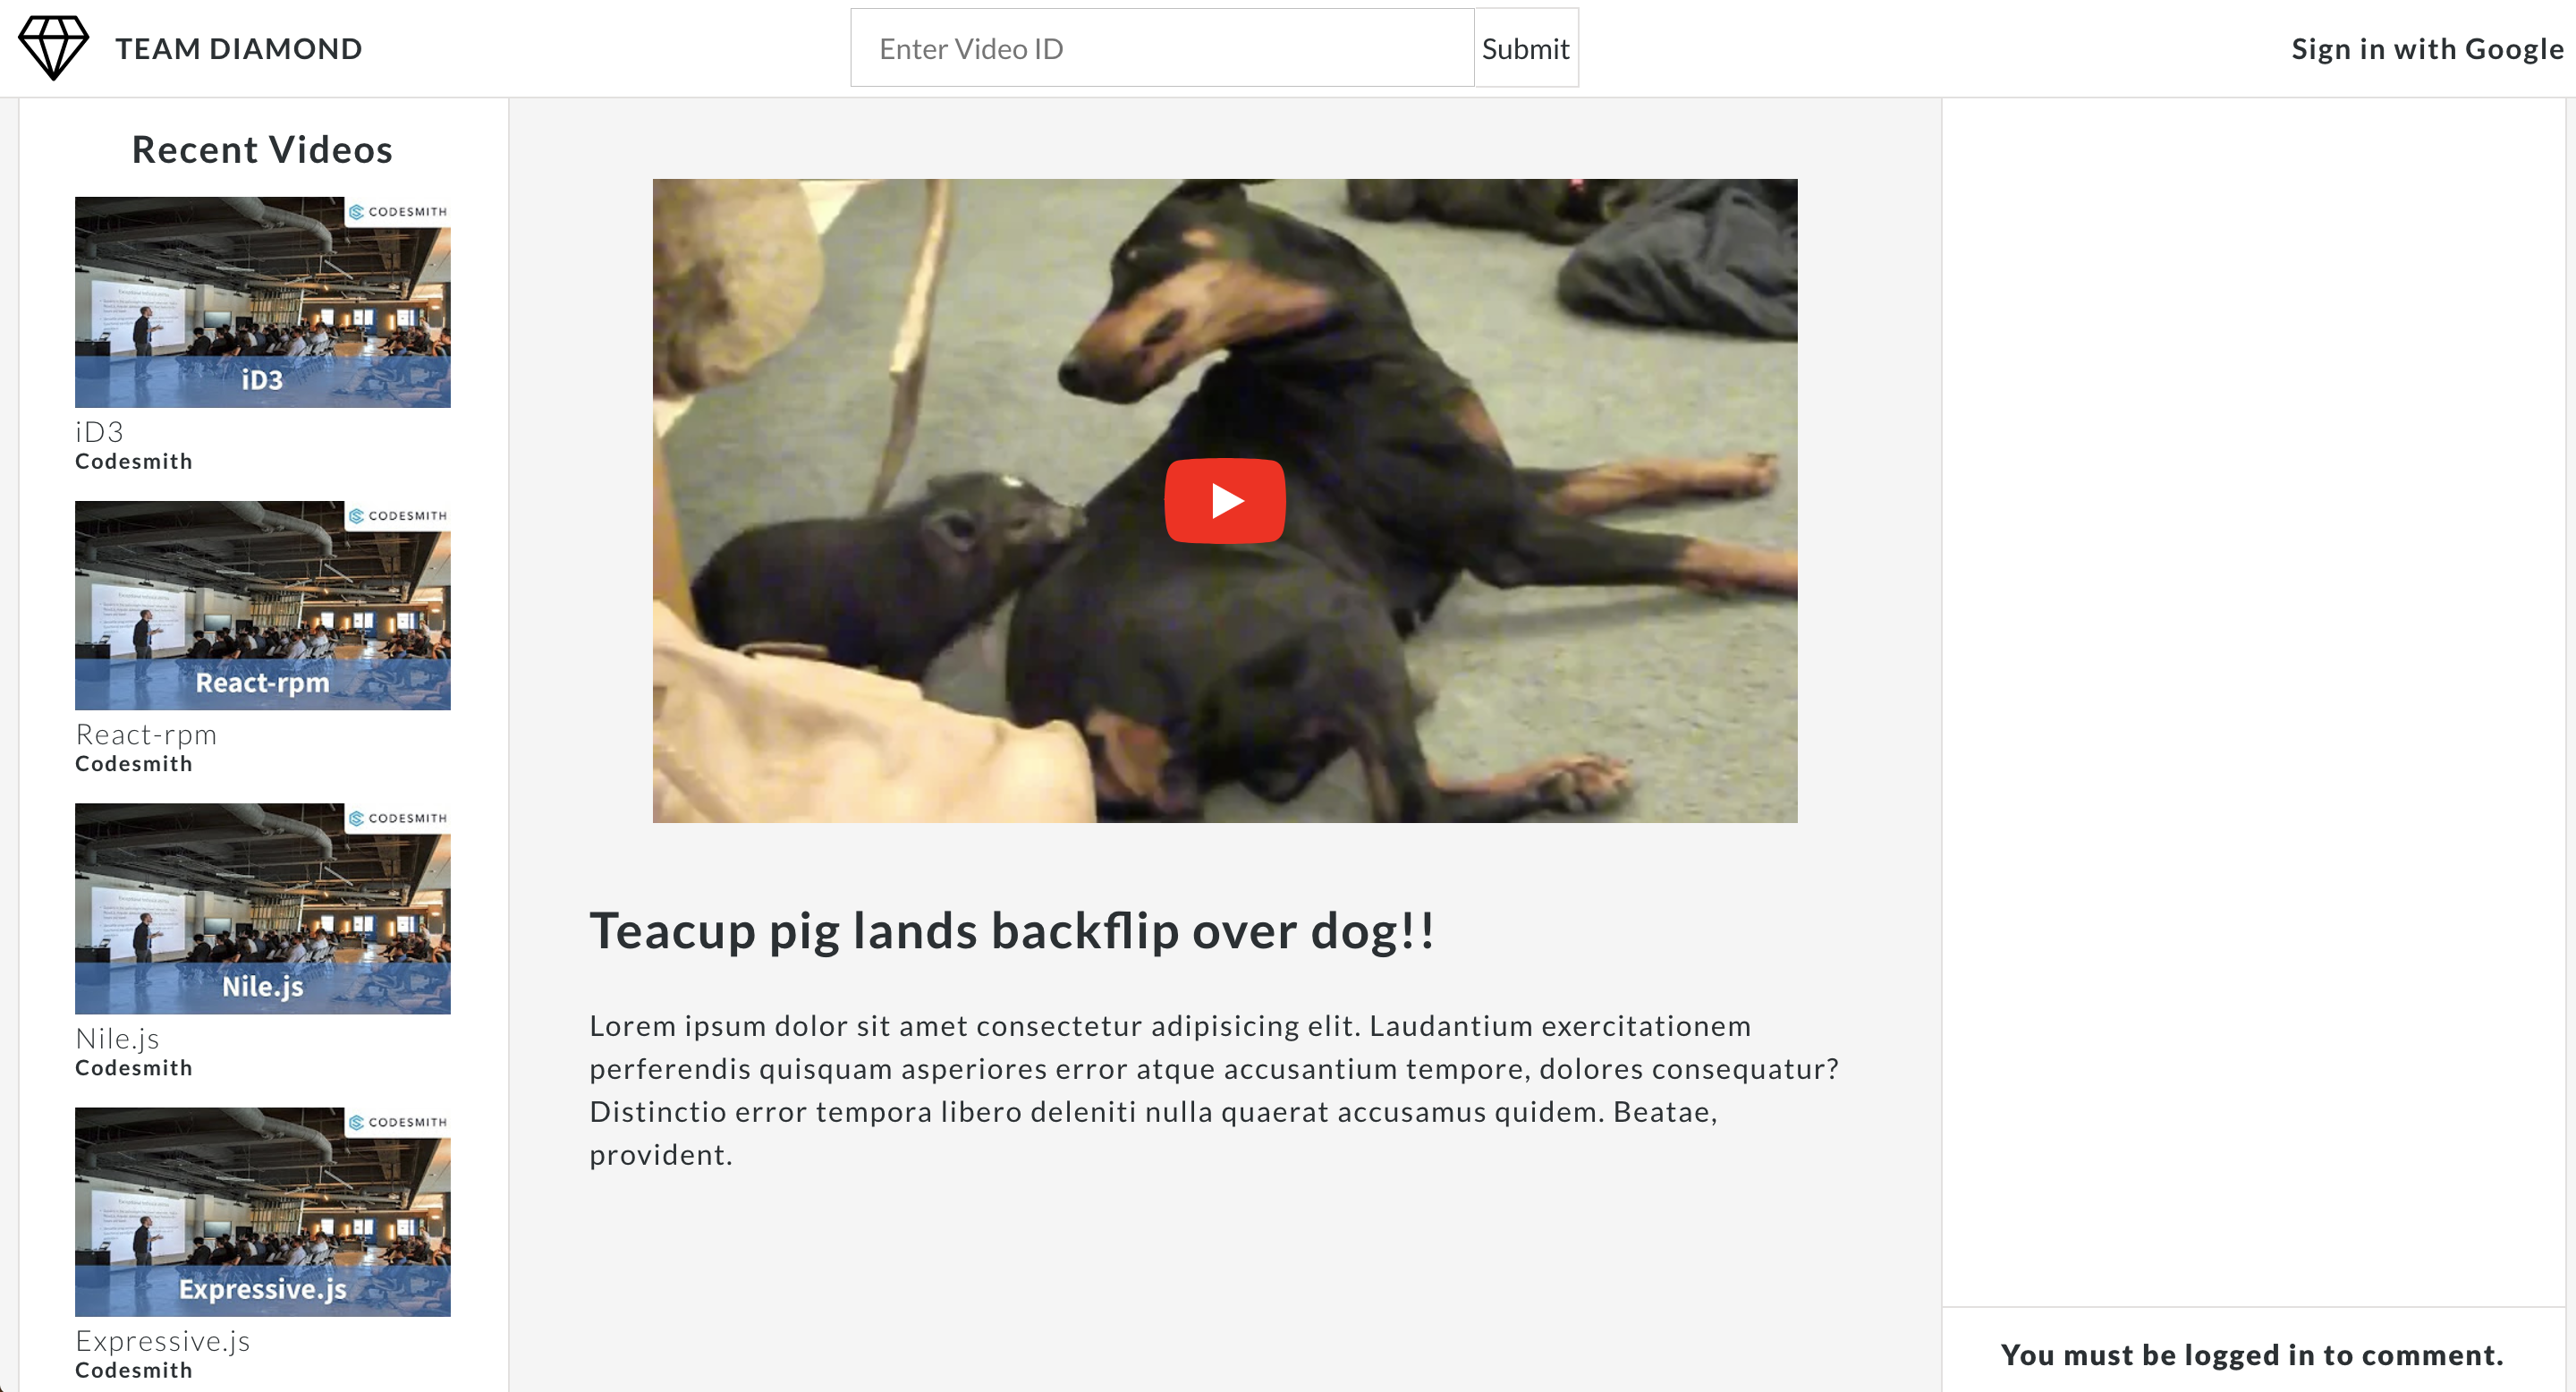 TEAM DIAMOND
Enter Video ID
Submit
Sign in with Google
Recent Videos
CODESMITH
iD3
iD3
Codesmith
CODESMITH
React-rpm
React-rpm
Codesmith
CODESMITH
Nile.js
Nile.js
Codesmith
CODESMITH
Expressive.js
Expressive.js
Codesmith
Teacup pig lands backflip over dog!!
Lorem ipsum dolor sit amet consectetur adipisicing elit. Laudantium exercitationem
perferendis quisquam asperiores error atque accusantium tempore, dolores consequatur?
Distinctio error tempora libero deleniti nulla quaerat accusamus quidem. Beatae,
provident.
You must be logged in to comment.